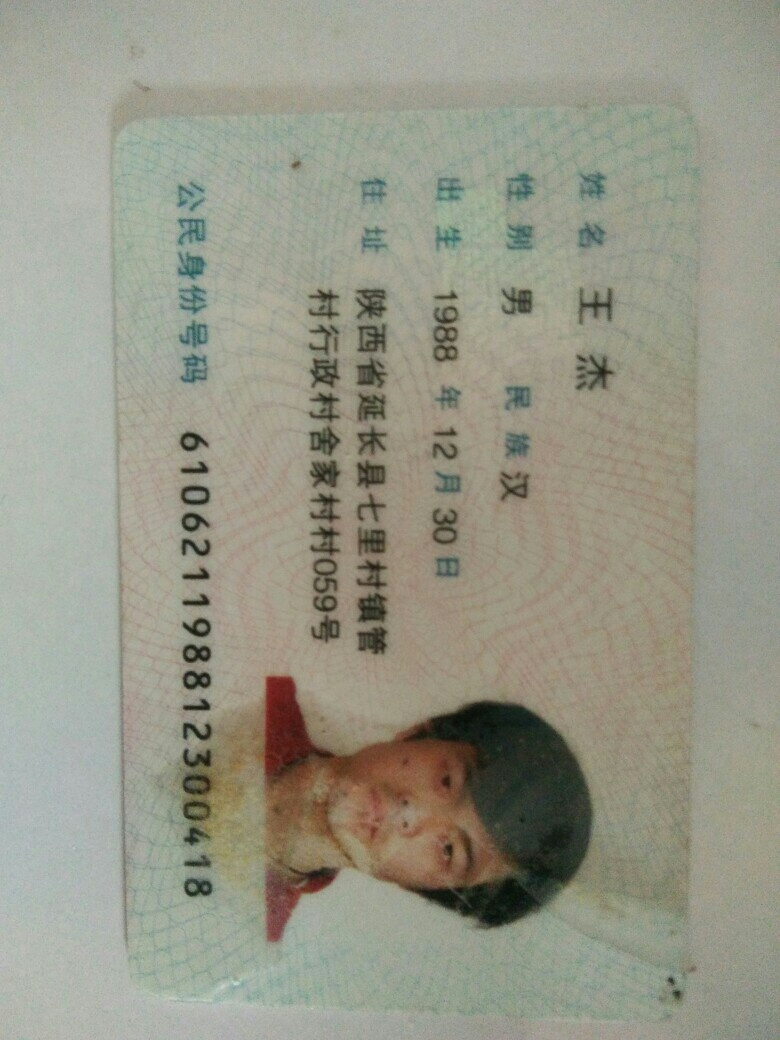 姓名 王杰
性别 男 民族 汉
出生 1988 年 12 月 30 日
住址 陕西省延长县七里村镇管
村行政村舍家村村059号
公民身份号码 610621198812300418